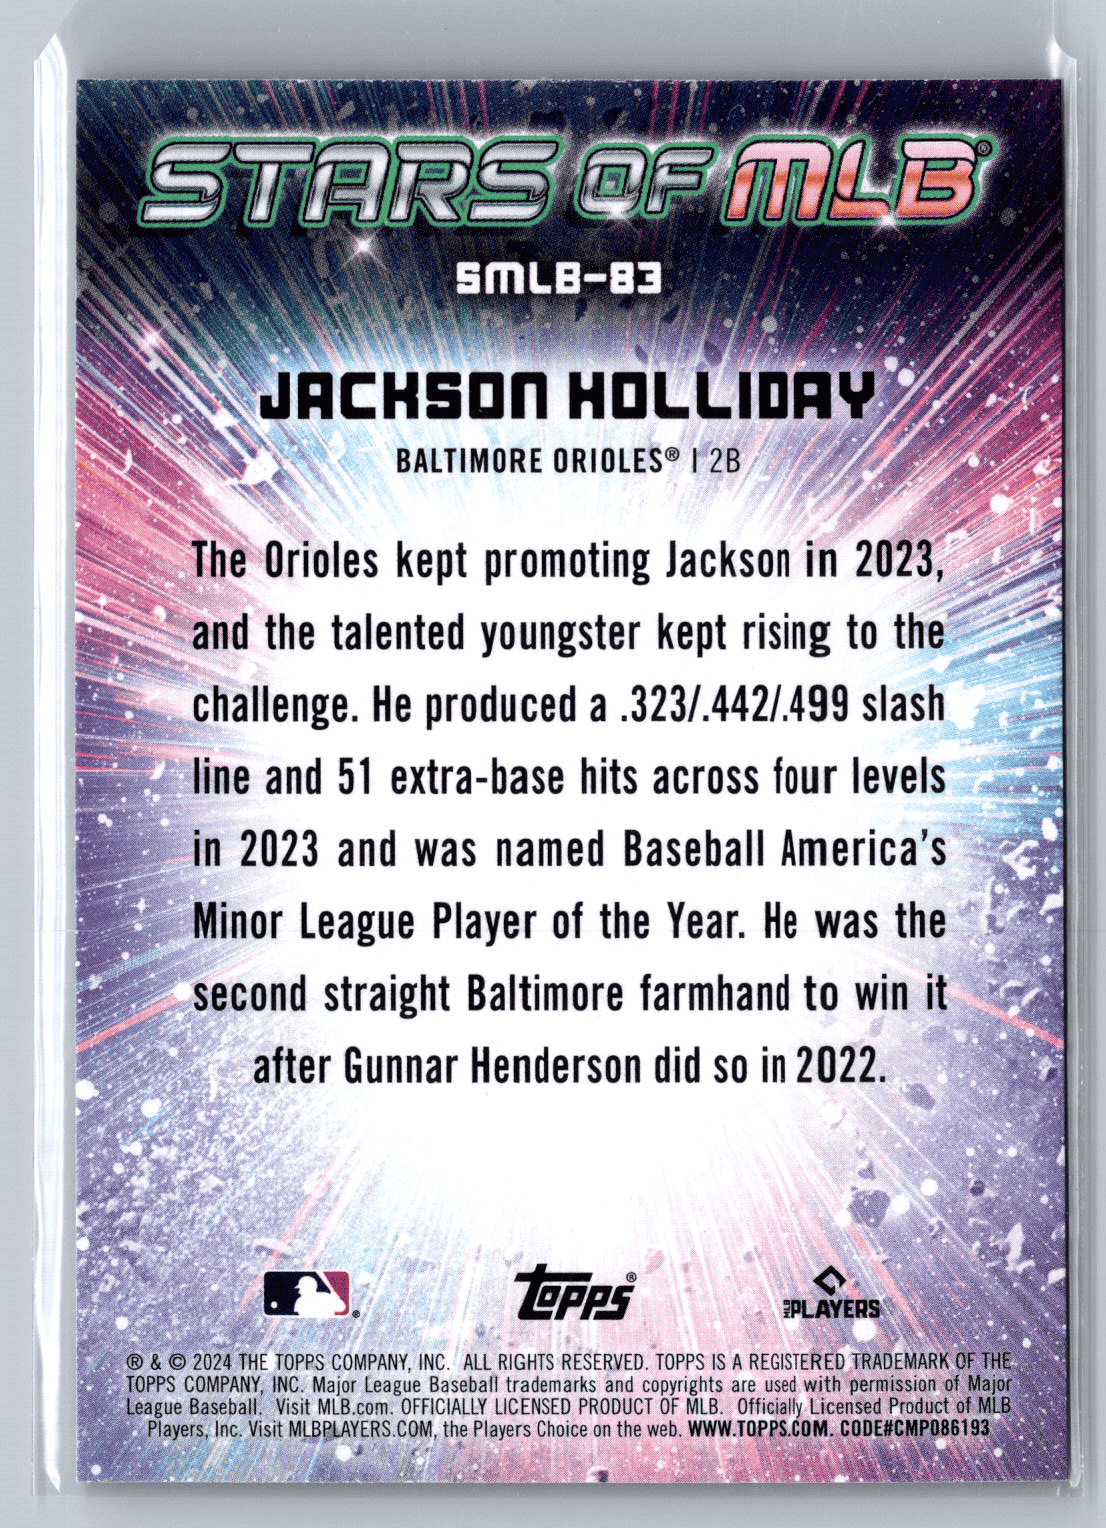 STARS OF MLB®
SMLB-83
JACKSON HOLLIDAY
BALTIMORE ORIOLES® | 2B
The Orioles kept promoting Jackson in 2023,
and the talented youngster kept rising to the
challenge. He produced a .323/.442/.499 slash
line and 51 extra-base hits across four levels
in 2023 and was named Baseball America's
Minor League Player of the Year. He was the
second straight Baltimore farmhand to win it
after Gunnar Henderson did so in 2022.
®
Topps®
MLB PLAYERS
® & © 2024 THE TOPPS COMPANY, INC. ALL RIGHTS RESERVED. TOPPS IS A REGISTERED TRADEMARK OF THE
TOPPS COMPANY, INC. Major League Baseball trademarks and copyrights are used with permission of Major
League Baseball. Visit MLB.com. OFFICIALLY LICENSED PRODUCT OF MLB. Officially Licensed Product of MLB
Players, Inc. Visit MLBPLAYERS.COM, the Players Choice on the web. WWW.TOPPS.COM. CODE#CMP086193